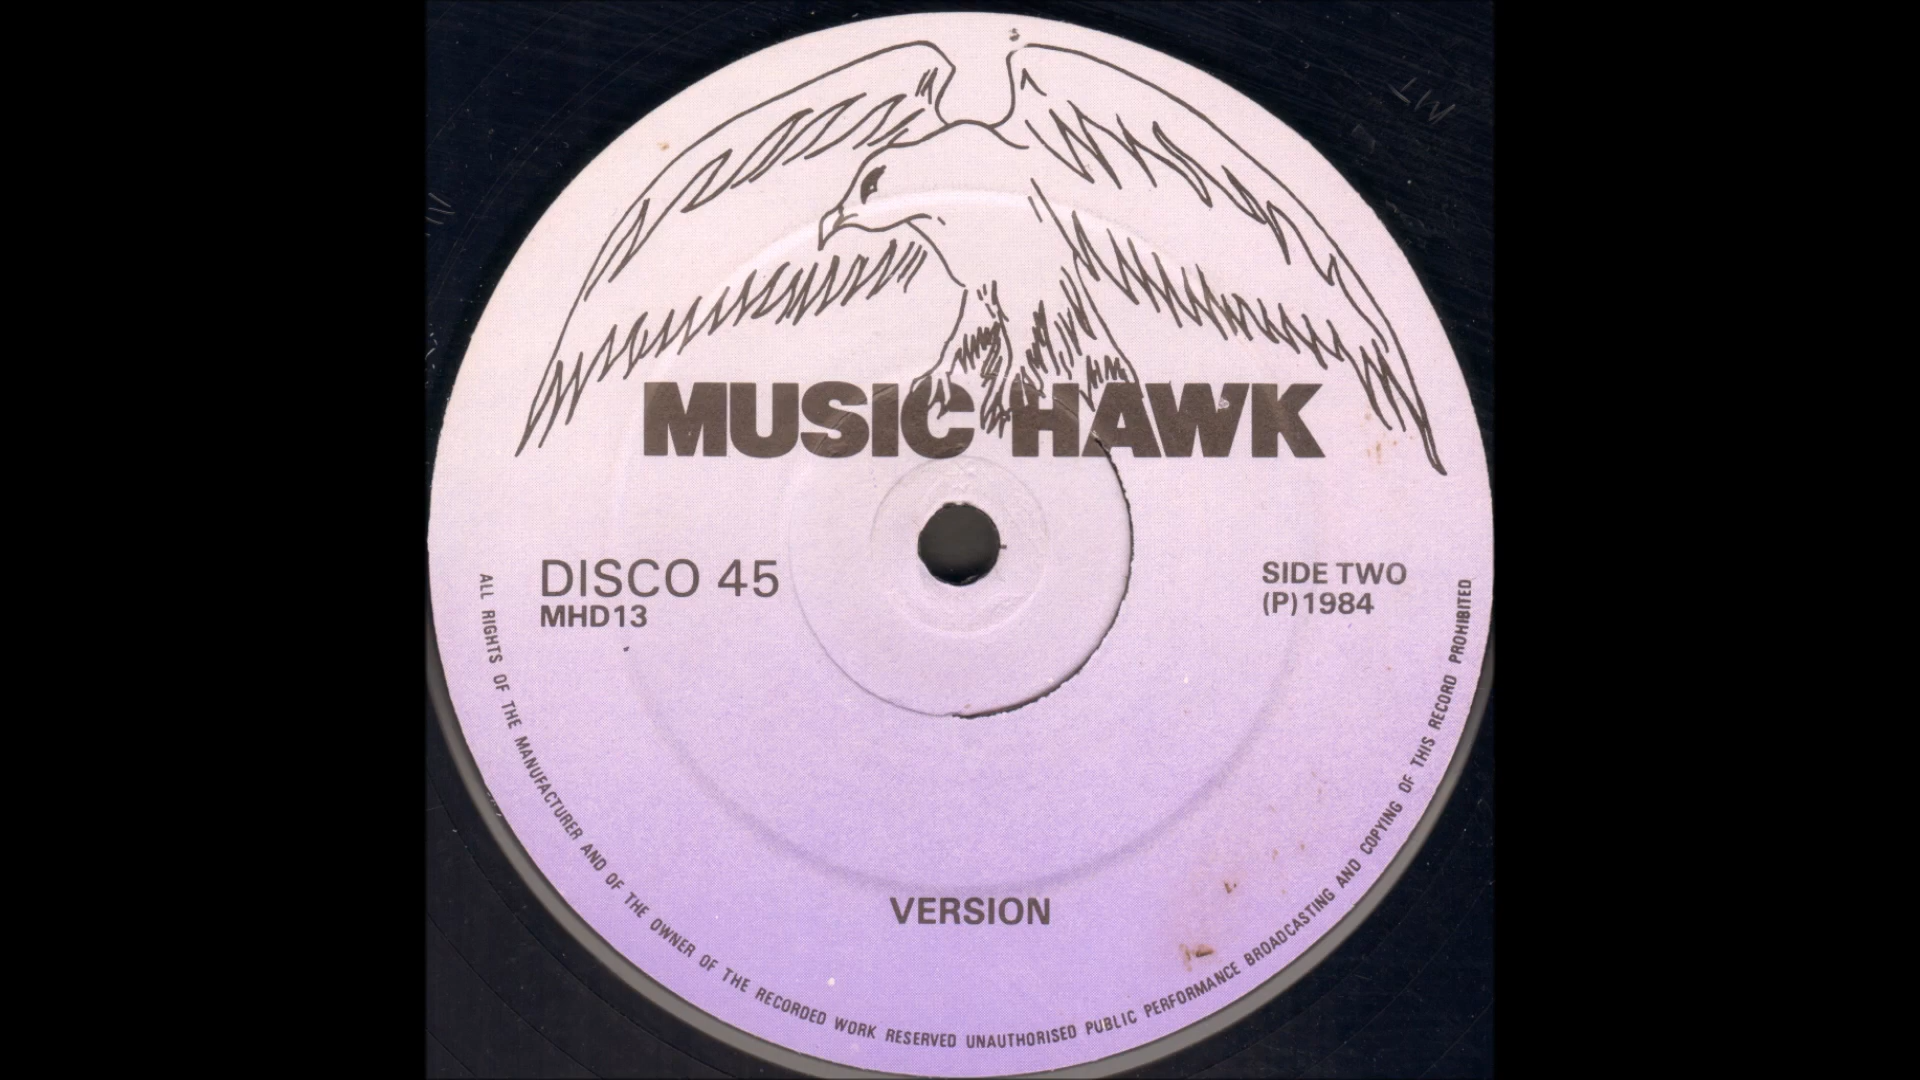 MUSIC HAWK
DISCO 45
MHD13
SIDE TWO
(P)1984
VERSION
ALL RIGHTS OF THE MANUFACTURER AND OF THE OWNER OF THE RECORDED WORK RESERVED UNAUTHORISED PUBLIC PERFORMANCE BROADCASTING AND COPYING OF THIS RECORD PROHIBITED